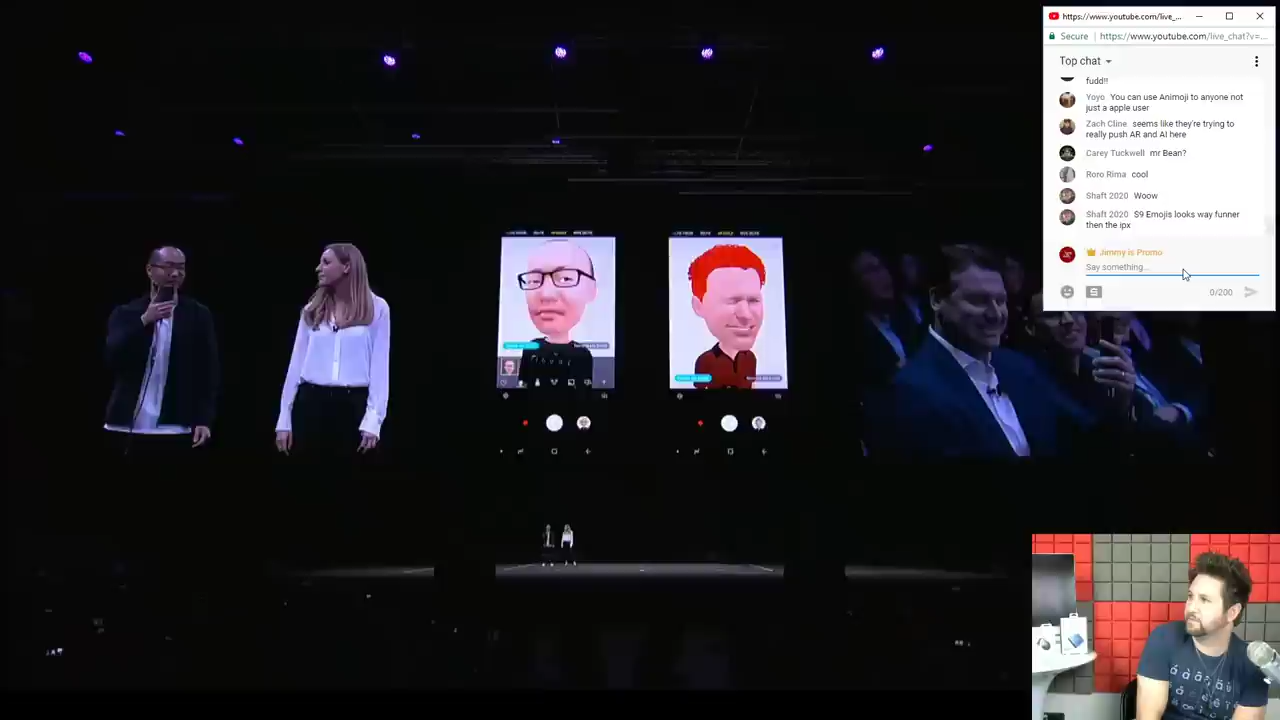 https://www.youtube.com/live_...
Secure
https://www.youtube.com/live_chat?v=...
Top chat
fudd!!
Yoyo You can use Animoji to anyone not
just a apple user
Zach Cline seems like they're trying to
really push AR and AI here
Carey Tuckwell mr Bean?
Roro Rima cool
Shaft 2020 Woow
Shaft 2020 S9 Emojis looks way funner
then the ipx
Jimmy is Promo
Say something...
0/200